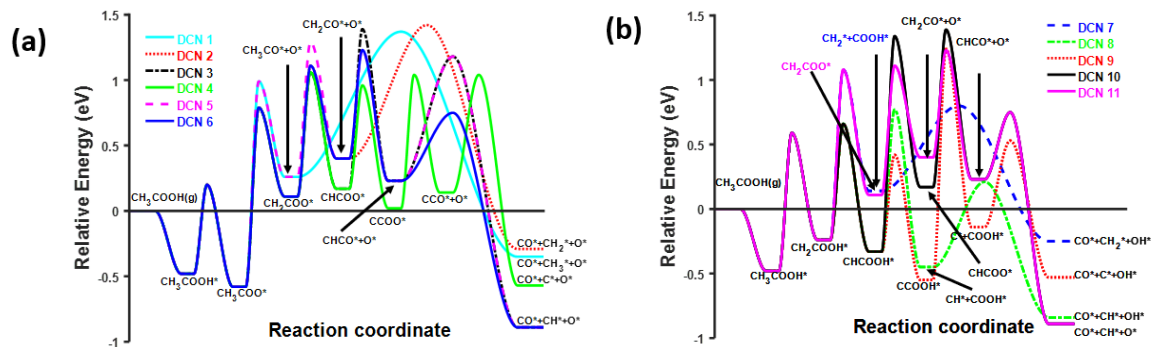 (a)
1.5
1
0.5
0
-0.5
-1
Relative Energy (eV)
Reaction coordinate
DCN 1
DCN 2
DCN 3
DCN 4
DCN 5
DCN 6
CH2CO*+O*
CH3CO*+O*
CH3COOH(g)
CH3COOH*
CH3COO*
CH2COO*
CHCOO*
CHCO*+O*
CCOO*
CCO*+O*
CO*+CH2*+O*
CO*+CH3*+O*
CO*+C*+O*
CO*+CH*+O*
(b)
1.5
1
0.5
0
-0.5
-1
Relative Energy (eV)
Reaction coordinate
DCN 7
DCN 8
DCN 9
DCN 10
DCN 11
CH2CO*+O*
CH2*+COOH*
CHCO*+O*
CH2COO*
CH3COOH(g)
CH3COOH*
CH2COOH*
CHCOOH*
CCOOH*
C*+COOH*
CHCOO*
CH*+COOH*
CO*+CH2*+OH*
CO*+C*+OH*
CO*+CH*+OH*
CO*+CH*+O*